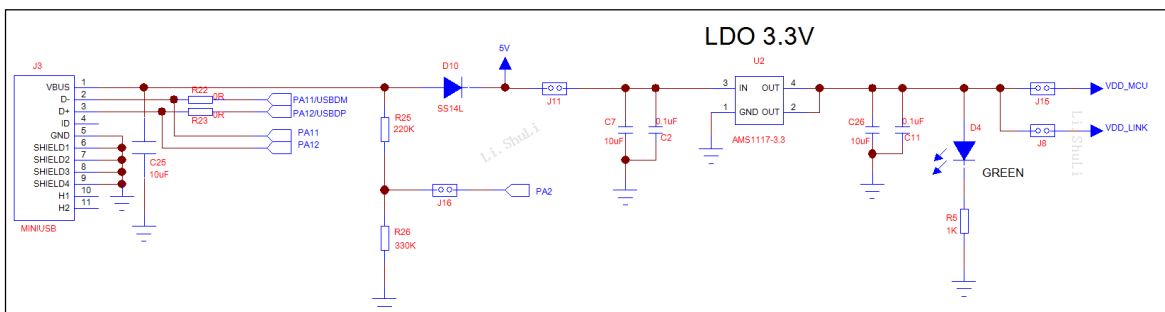 LDO 3.3V
J3
VBUS 1
D- 2
D+ 3
ID 4
GND 5
SHIELD1 6
SHIELD2 7
SHIELD3 8
SHIELD4 9
H1 10
H2 11
MINIUSB
C25
10uF
R22 0R
R23 0R
PA11/USBDM
PA12/USBDP
PA11
PA12
R25
220K
R26
330K
J16
PA2
D10
SS14L
5V
J11
Li.ShuLi
C7
10uF
0.1uF
C2
U2
3 IN OUT 4
1 GND OUT 2
AMS1117-3.3
C26
10uF
0.1uF
C11
D4
GREEN
R5
1K
J15
VDD_MCU
J8
VDD_LINK
Li.ShuLi